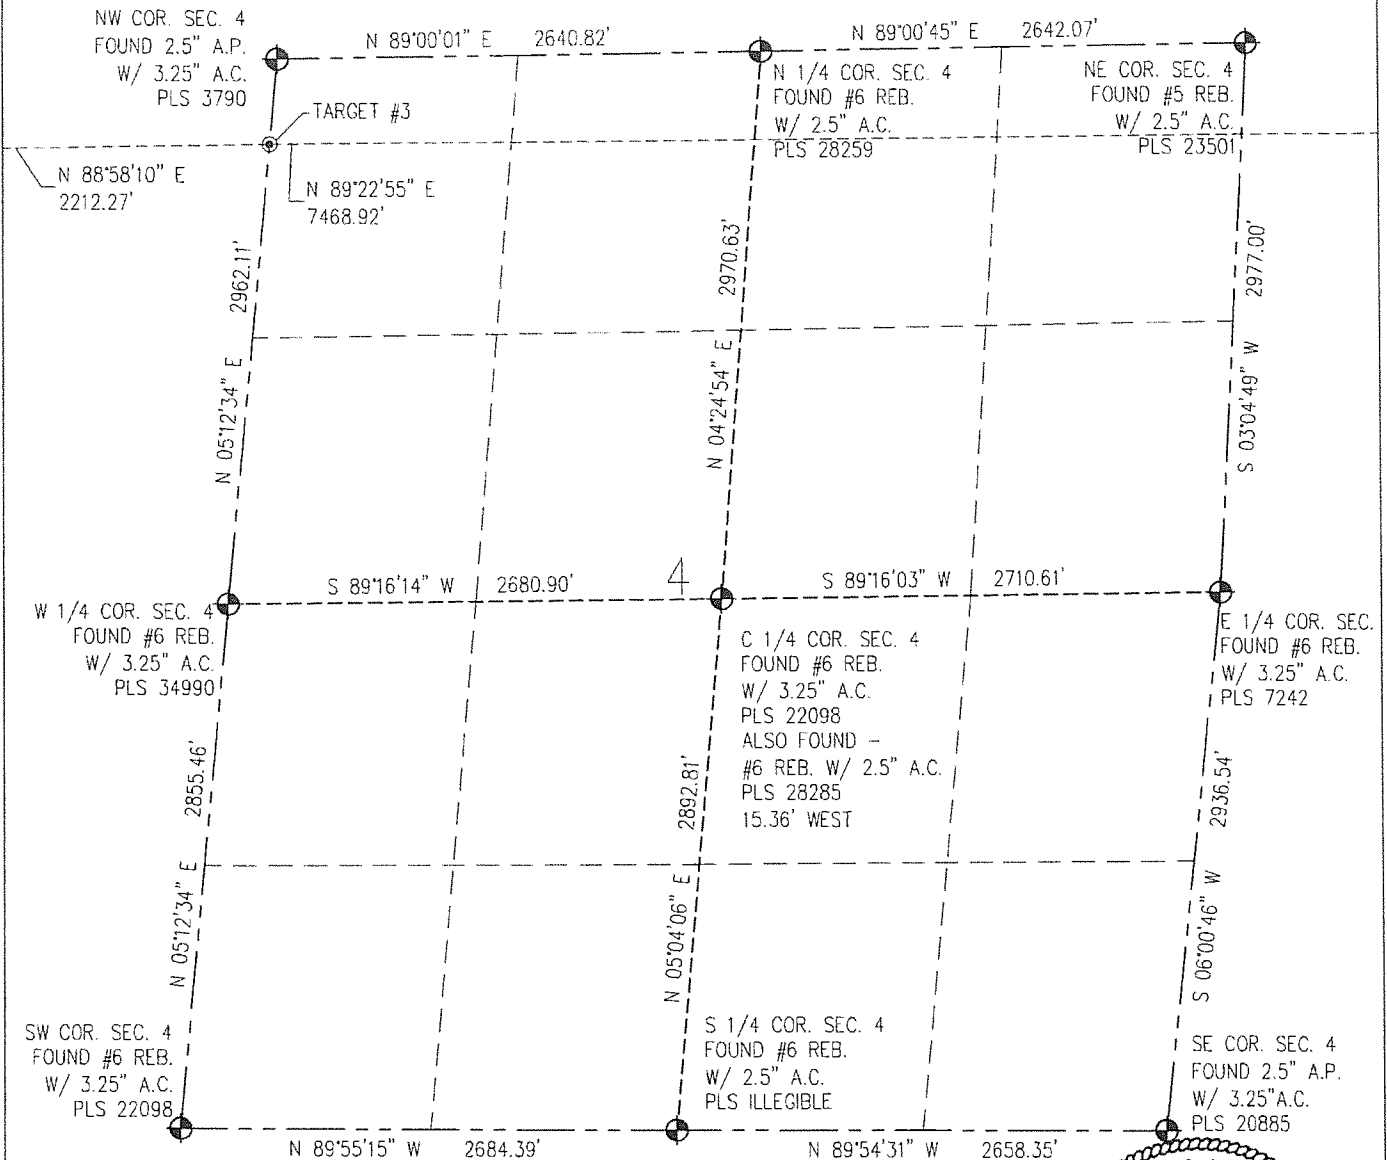 NW COR. SEC. 4
FOUND 2.5" A.P.
W/ 3.25" A.C.
PLS 3790
N 89°00'01" E 2640.82'
N 89°00'45" E 2642.07'
N 1/4 COR. SEC. 4
FOUND #6 REB.
W/ 2.5" A.C.
PLS 28259
NE COR. SEC. 4
FOUND #5 REB.
W/ 2.5" A.C.
PLS 23501
TARGET #3
N 88°58'10" E
2212.27'
N 89°22'55" E
7468.92'
N 05°12'34" E 2962.11'
N 04°24'54" E 2970.63'
S 03°04'49" W 2977.00'
S 89°16'14" W 2680.90'
4
S 89°16'03" W 2710.61'
W 1/4 COR. SEC. 4
FOUND #6 REB.
W/ 3.25" A.C.
PLS 34990
C 1/4 COR. SEC. 4
FOUND #6 REB.
W/ 3.25" A.C.
PLS 22098
ALSO FOUND -
#6 REB. W/ 2.5" A.C.
PLS 28285
15.36' WEST
E 1/4 COR. SEC.
FOUND #6 REB.
W/ 3.25" A.C.
PLS 7242
N 05°12'34" E 2855.46'
N 05°04'06" E 2892.81'
S 06°00'46" W 2936.54'
SW COR. SEC. 4
FOUND #6 REB.
W/ 3.25" A.C.
PLS 22098
S 1/4 COR. SEC. 4
FOUND #6 REB.
W/ 2.5" A.C.
PLS ILLEGIBLE
SE COR. SEC. 4
FOUND 2.5" A.P.
W/ 3.25"A.C.
PLS 20885
N 89°55'15" W 2684.39'
N 89°54'31" W 2658.35'